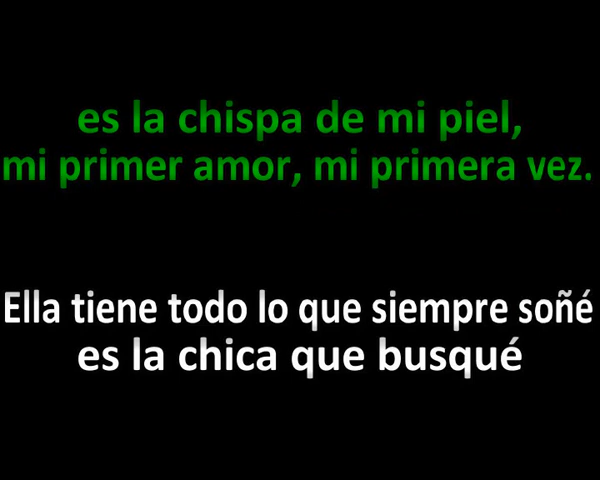 es la chispa de mi piel,
mi primer amor, mi primera vez.
Ella tiene todo lo que siempre soñé
es la chica que busqué